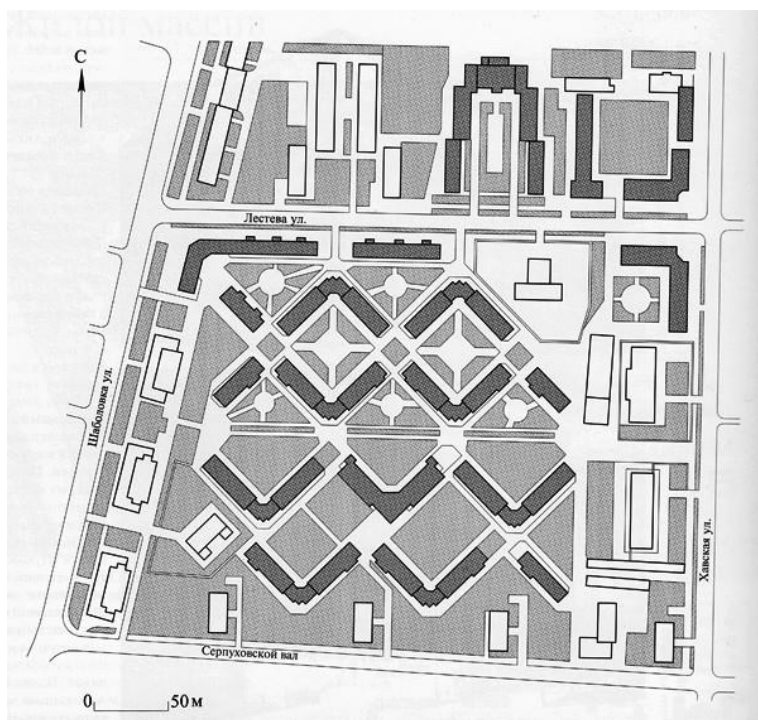 С
Лестева ул.
Шаболовка ул.
Хавская ул.
Серпуховской вал
0 50 м